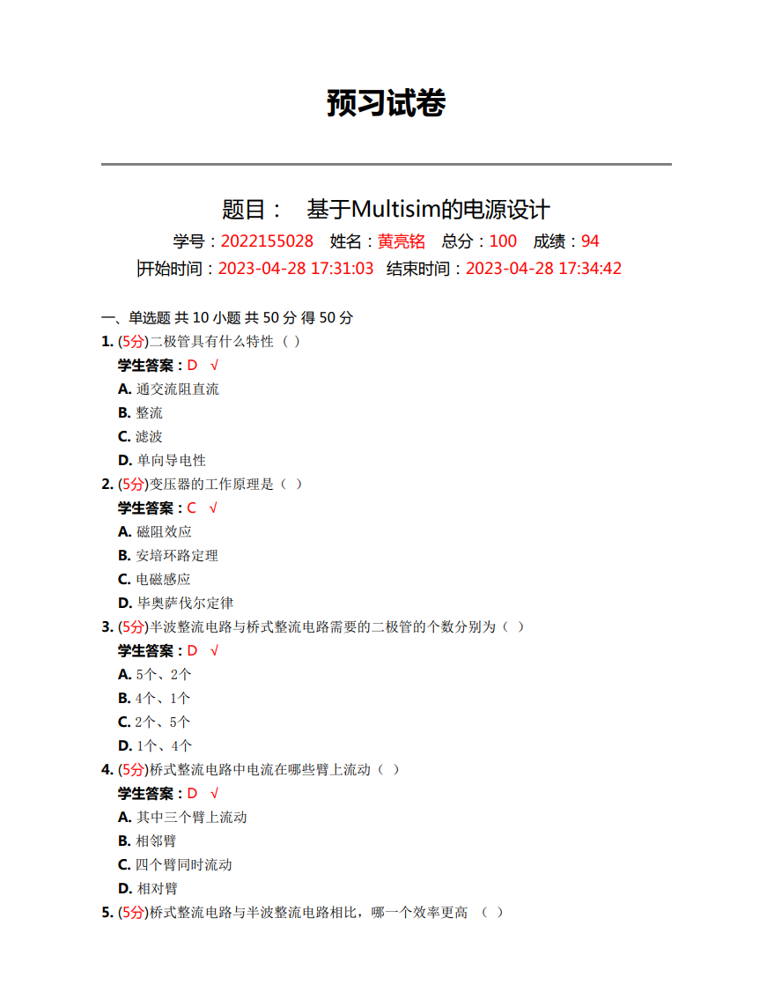 预习试卷
题目： 基于Multisim的电源设计
学号：2022155028 姓名：黄亮铭 总分：100 成绩：94
开始时间：2023-04-28 17:31:03 结束时间：2023-04-28 17:34:42
一、单选题 共 10 小题 共 50 分 得 50 分
1. (5分)二极管具有什么特性（ ）
学生答案：D √
A. 通交流阻直流
B. 整流
C. 滤波
D. 单向导电性
2. (5分)变压器的工作原理是（ ）
学生答案：C √
A. 磁阻效应
B. 安培环路定理
C. 电磁感应
D. 毕奥萨伐尔定律
3. (5分)半波整流电路与桥式整流电路需要的二极管的个数分别为（ ）
学生答案：D √
A. 5个、2个
B. 4个、1个
C. 2个、5个
D. 1个、4个
4. (5分)桥式整流电路中电流在哪些臂上流动（ ）
学生答案：D √
A. 其中三个臂上流动
B. 相邻臂
C. 四个臂同时流动
D. 相对臂
5. (5分)桥式整流电路与半波整流电路相比，哪一个效率更高 （ ）